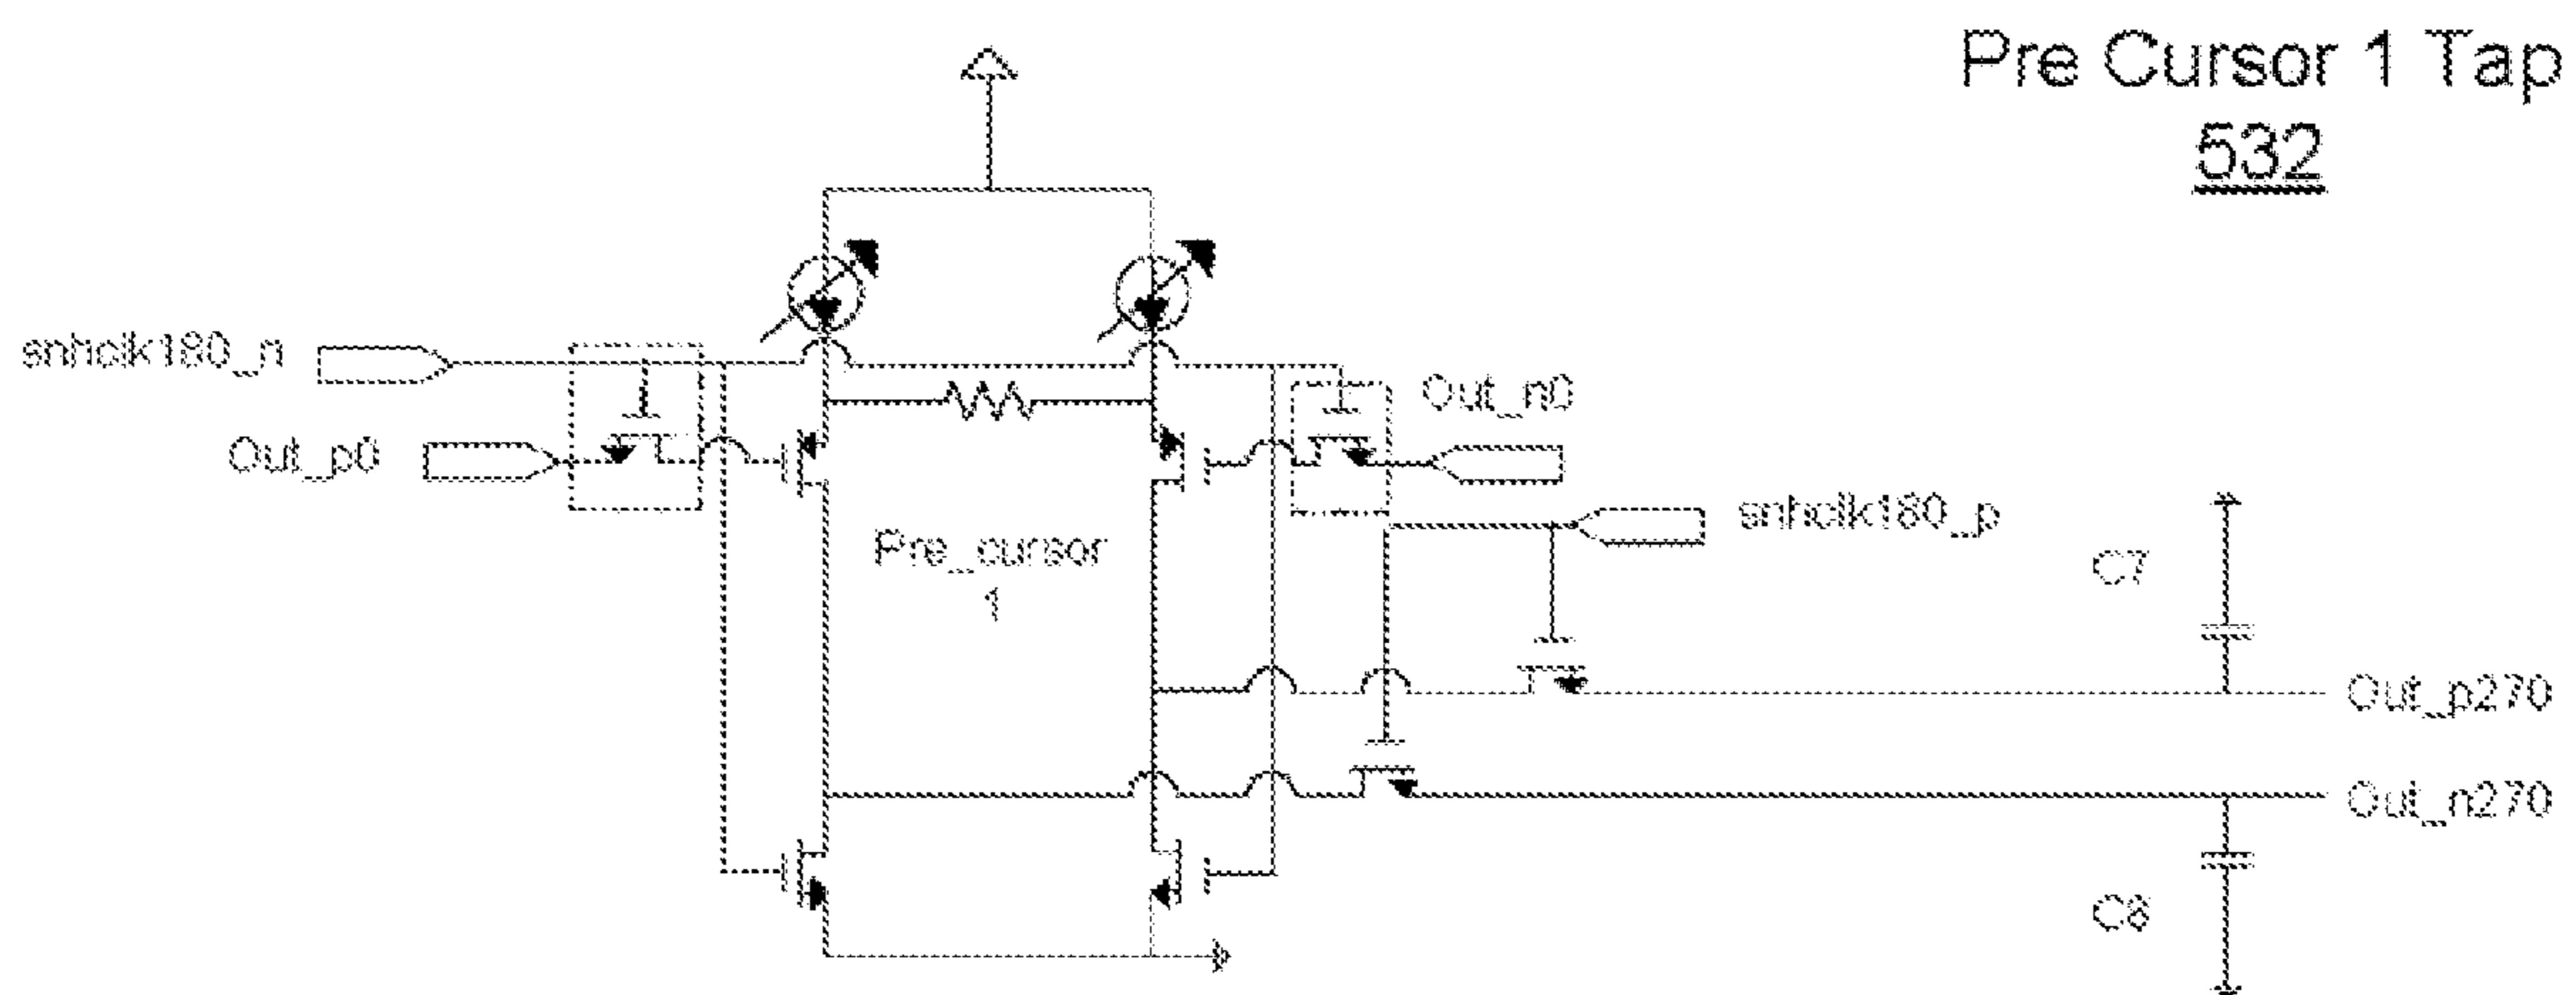 Pre Cursor 1 Tap
532
snhclk180_n
Out_p0
Out_n0
snhclk180_p
Pre_cursor
1
C7
Out_p270
Out_n270
C8